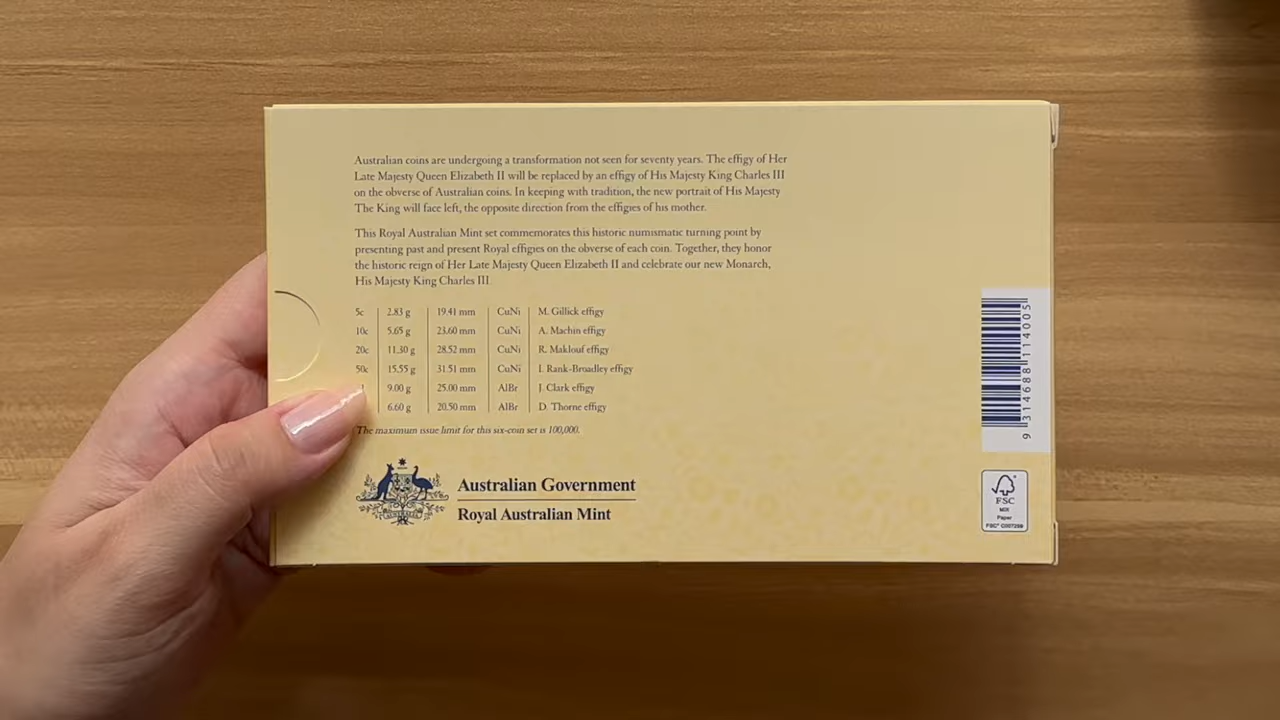 Australian coins are undergoing a transformation not seen for seventy years. The effigy of Her
Late Majesty Queen Elizabeth II will be replaced by an effigy of His Majesty King Charles III
on the obverse of Australian coins. In keeping with tradition, the new portrait of His Majesty
The King will face left, the opposite direction from the effigies of his mother.
This Royal Australian Mint set commemorates this historic numismatic turning point by
presenting past and present Royal effigies on the obverse of each coin. Together, they honor
the historic reign of Her Late Majesty Queen Elizabeth II and celebrate our new Monarch,
His Majesty King Charles III.
5c 2.83 g 19.41 mm CuNi M. Gillick effigy
10c 5.65 g 23.60 mm CuNi A. Machin effigy
20c 11.30 g 28.52 mm CuNi R. Maklouf effigy
50c 15.55 g 31.51 mm CuNi I. Rank-Broadley effigy
9.00 g 25.00 mm AlBr J. Clark effigy
6.60 g 20.50 mm AlBr D. Thorne effigy
The maximum issue limit for this six-coin set is 100,000.
Australian Government
Royal Australian Mint
9 314688 114005
FSC
MIX
Paper
FSC® C007269